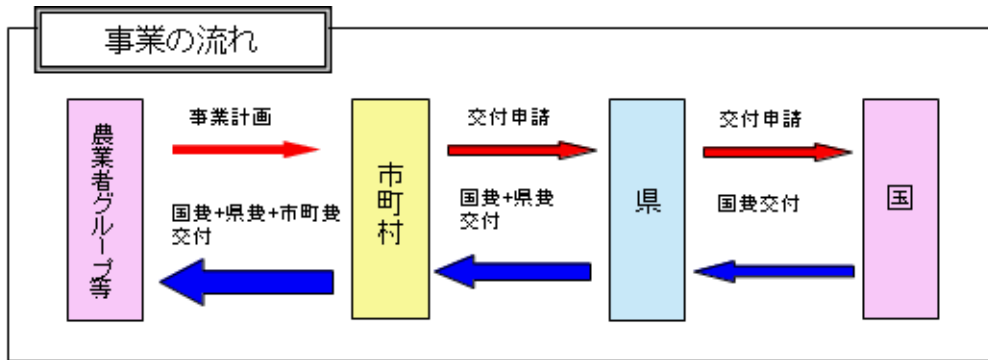 事業の流れ
農業者グループ等
事業計画
国費+県費+市町費
交付
市町村
交付申請
国費+県費
交付
県
交付申請
国費交付
国